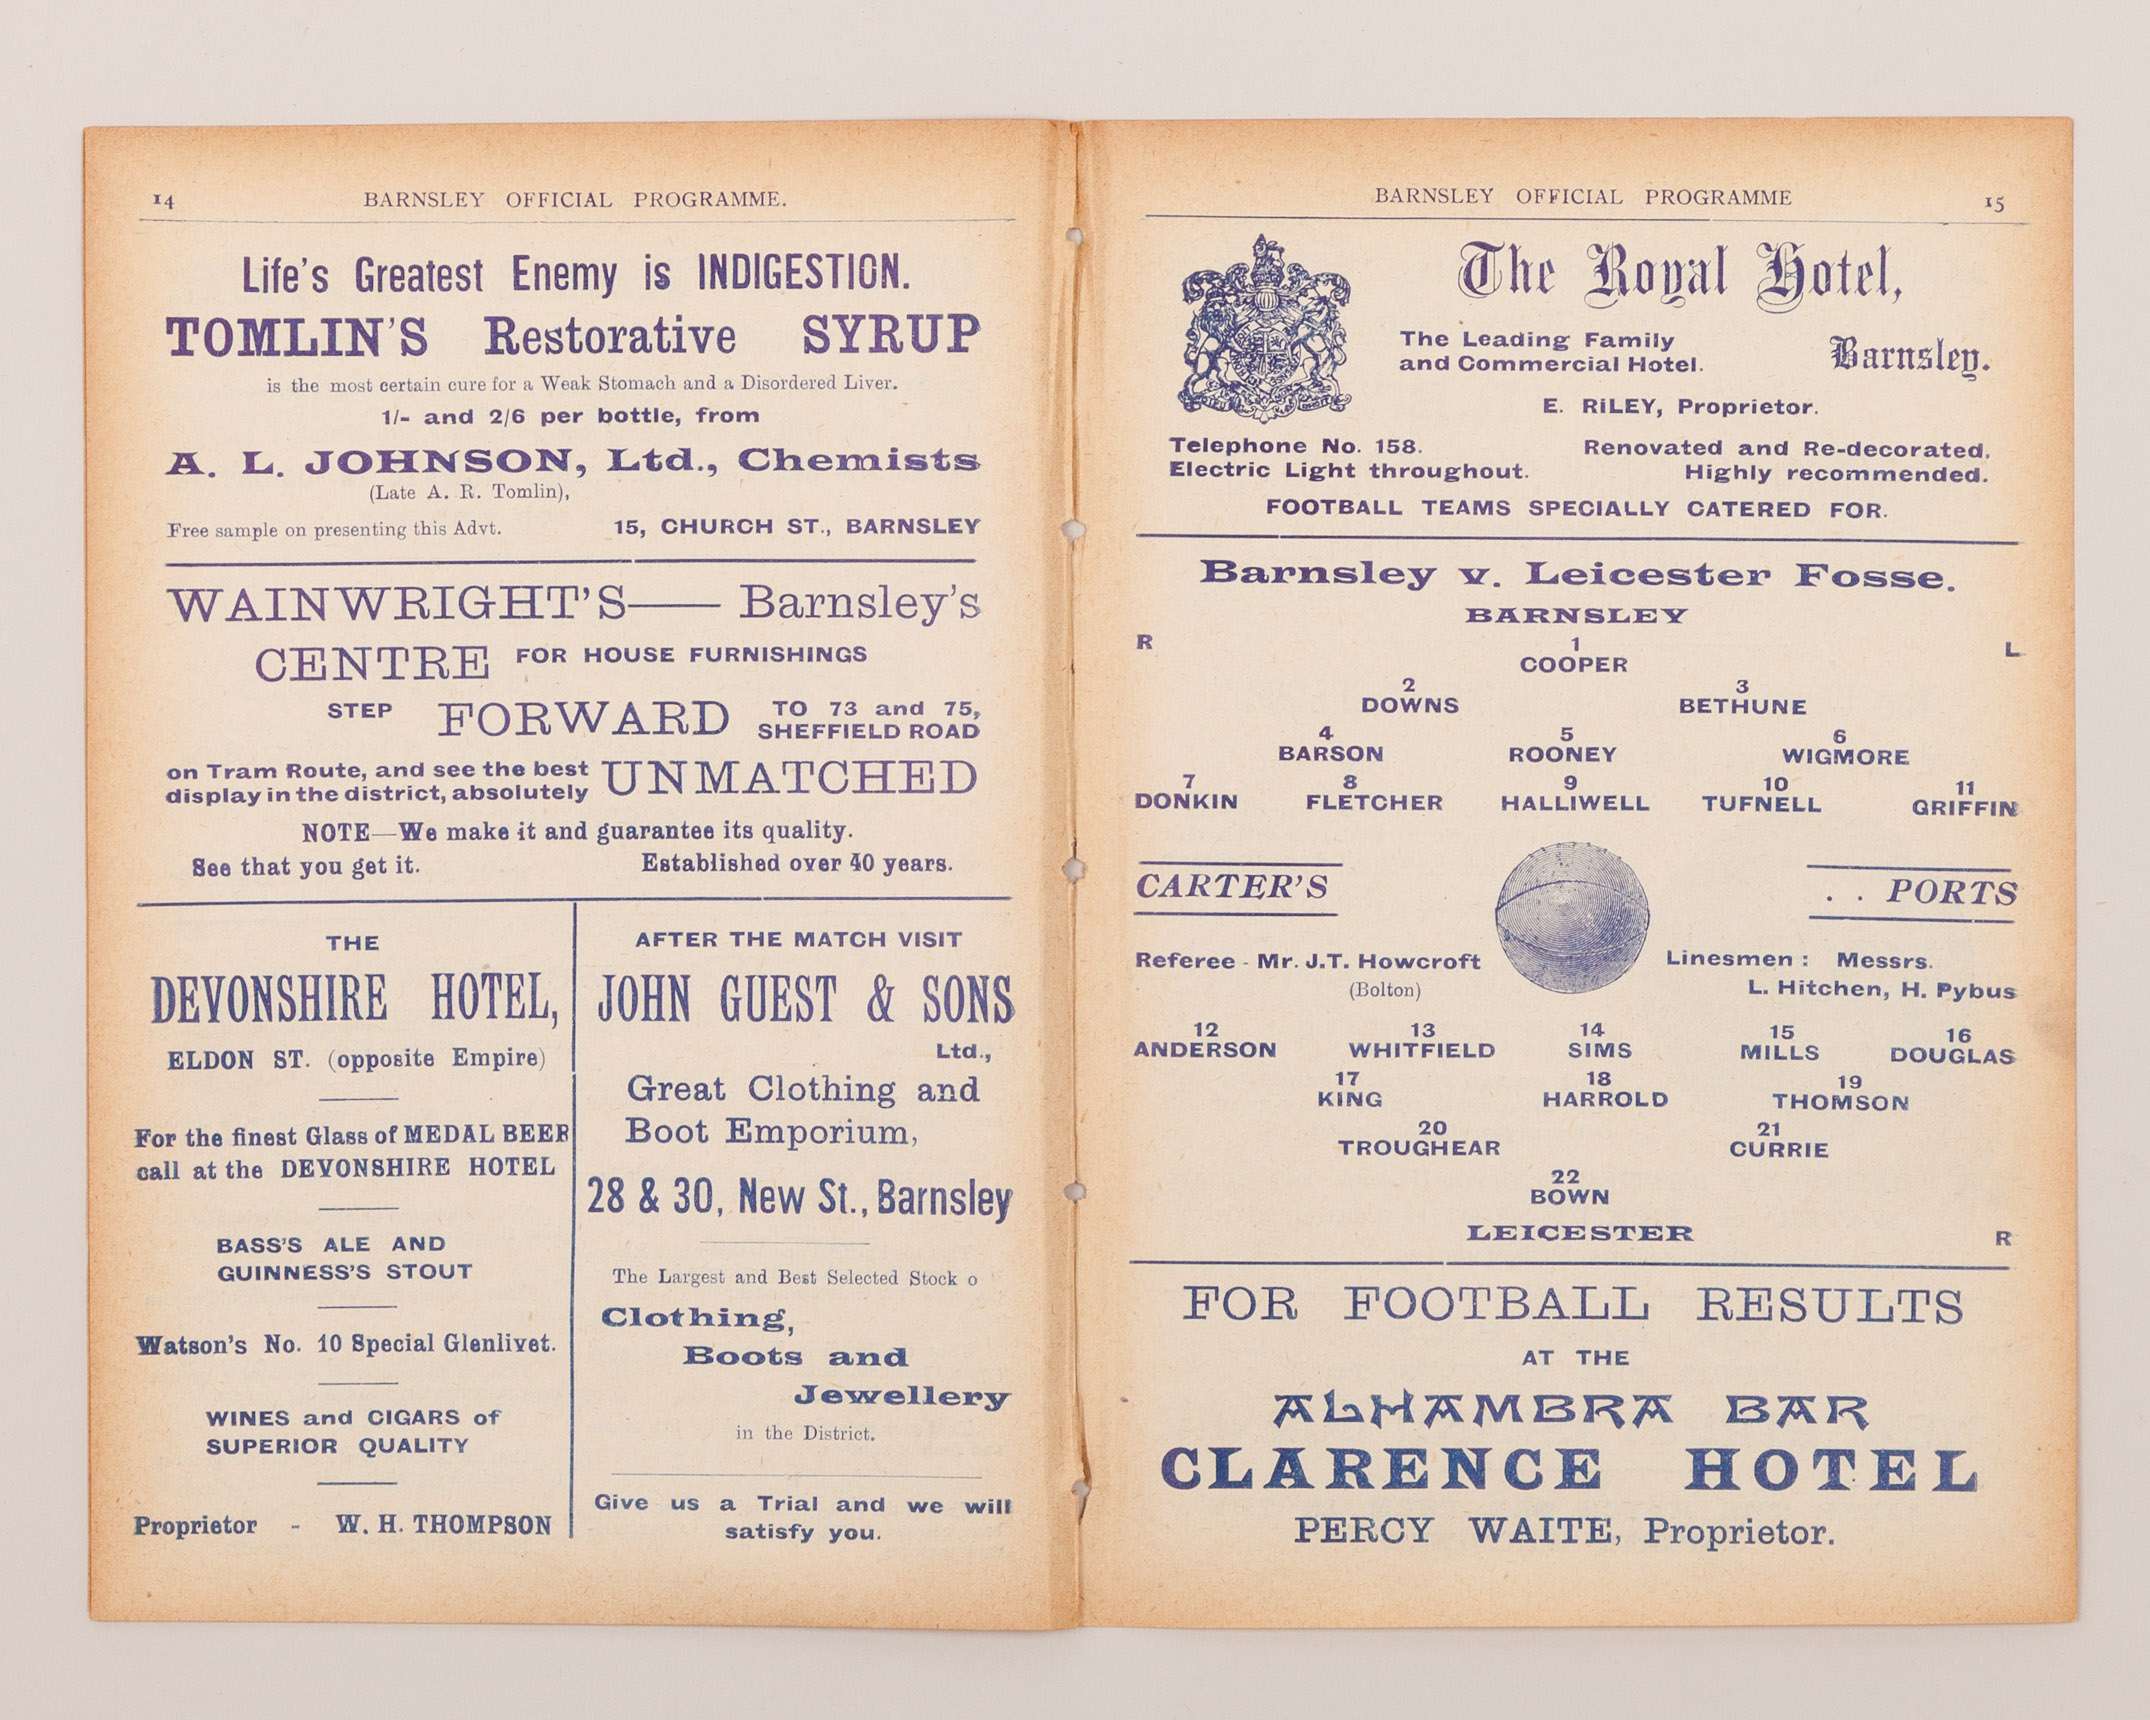 14 BARNSLEY OFFICIAL PROGRAMME.
Life's Greatest Enemy is INDIGESTION.
TOMLIN'S Restorative SYRUP
is the most certain cure for a Weak Stomach and a Disordered Liver.
1/- and 2/6 per bottle, from
A. L. JOHNSON, Ltd., Chemists
(Late A. R. Tomlin),
Free sample on presenting this Advt. 15, CHURCH ST., BARNSLEY
WAINWRIGHT'S—— Barnsley's
CENTRE FOR HOUSE FURNISHINGS
STEP FORWARD TO 73 and 75,
SHEFFIELD ROAD
on Tram Route, and see the best
display in the district, absolutely UNMATCHED
NOTE—We make it and guarantee its quality.
See that you get it. Established over 40 years.
THE
DEVONSHIRE HOTEL,
ELDON ST. (opposite Empire)
For the finest Glass of MEDAL BEER
call at the DEVONSHIRE HOTEL
BASS'S ALE AND
GUINNESS'S STOUT
Watson's No. 10 Special Glenlivet.
WINES and CIGARS of
SUPERIOR QUALITY
Proprietor - W. H. THOMPSON
AFTER THE MATCH VISIT
JOHN GUEST & SONS
Ltd.,
Great Clothing and
Boot Emporium,
28 & 30, New St., Barnsley
The Largest and Best Selected Stock o
Clothing,
Boots and
Jewellery
in the District.
Give us a Trial and we will
satisfy you.
BARNSLEY OFFICIAL PROGRAMME 15
The Royal Hotel,
The Leading Family
and Commercial Hotel. Barnsley.
E. RiLEY, Proprietor.
Telephone No. 158. Renovated and Re-decorated.
Electric Light throughout. Highly recommended.
FOOTBALL TEAMS SPECIALLY CATERED FOR.
Barnsley v. Leicester Fosse.
BARNSLEY
R 1 L
COOPER
2 3
DOWNS BETHUNE
4 5 6
BARSON ROONEY WIGMORE
7 8 9 10 11
DONKIN FLETCHER HALLIWELL TUFNELL GRIFFIN
CARTER'S . . PORTS
Referee - Mr. J.T. Howcroft Linesmen : Messrs.
(Bolton) L. Hitchen, H. Pybus
12 13 14 15 16
ANDERSON WHITFIELD SIMS MILLS DOUGLAS
17 18 19
KING HARROLD THOMSON
20 21
TROUGHEAR CURRIE
22
BOWN
LEICESTER R
FOR FOOTBALL RESULTS
AT THE
ALHAMBRA BAR
CLARENCE HOTEL
PERCY WAITE, Proprietor.